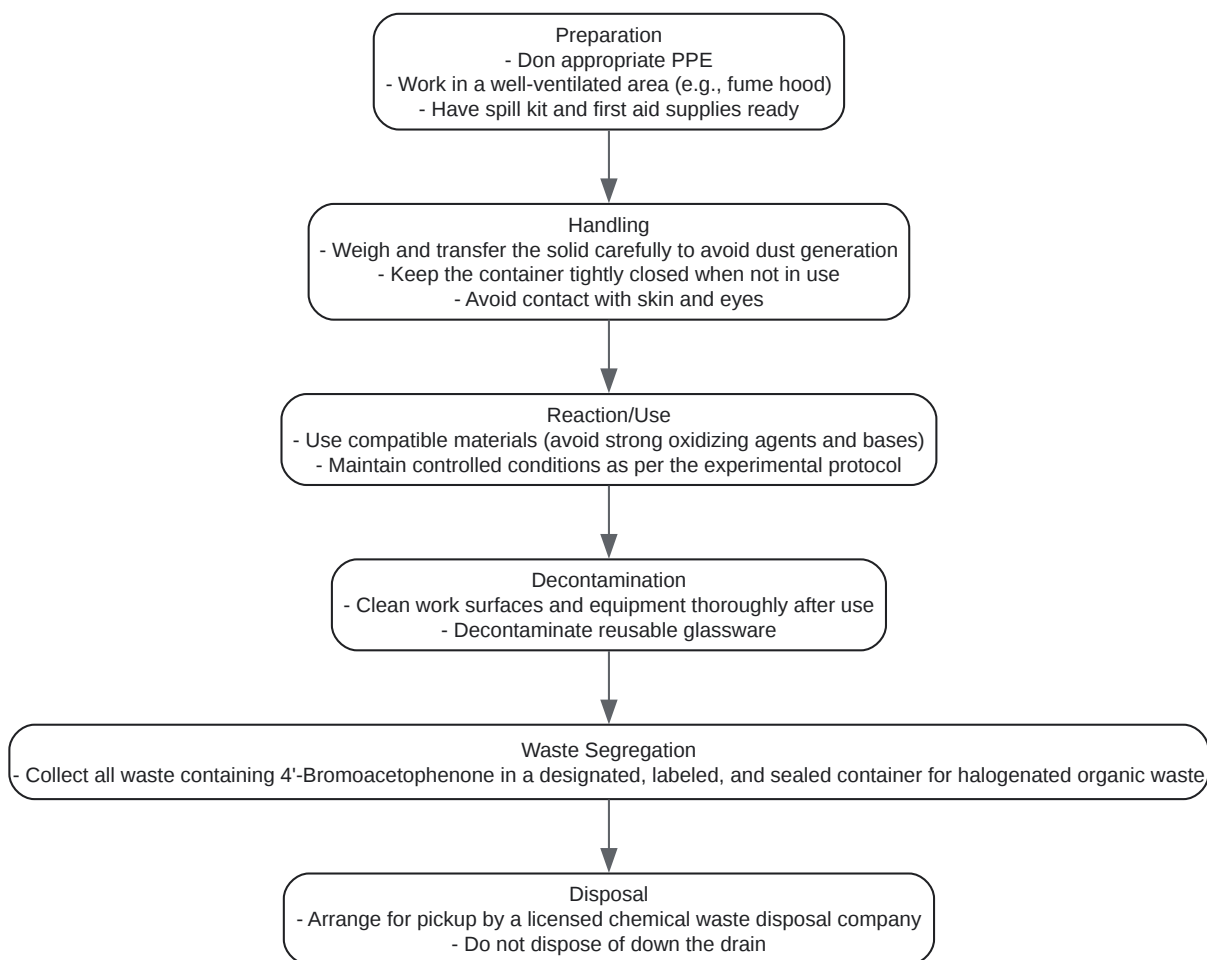 Preparation
- Don appropriate PPE
- Work in a well-ventilated area (e.g., fume hood)
- Have spill kit and first aid supplies ready
Handling
- Weigh and transfer the solid carefully to avoid dust generation
- Keep the container tightly closed when not in use
- Avoid contact with skin and eyes
Reaction/Use
- Use compatible materials (avoid strong oxidizing agents and bases)
- Maintain controlled conditions as per the experimental protocol
Decontamination
- Clean work surfaces and equipment thoroughly after use
- Decontaminate reusable glassware
Waste Segregation
- Collect all waste containing 4'-Bromoacetophenone in a designated, labeled, and sealed container for halogenated organic waste
Disposal
- Arrange for pickup by a licensed chemical waste disposal company
- Do not dispose of down the drain